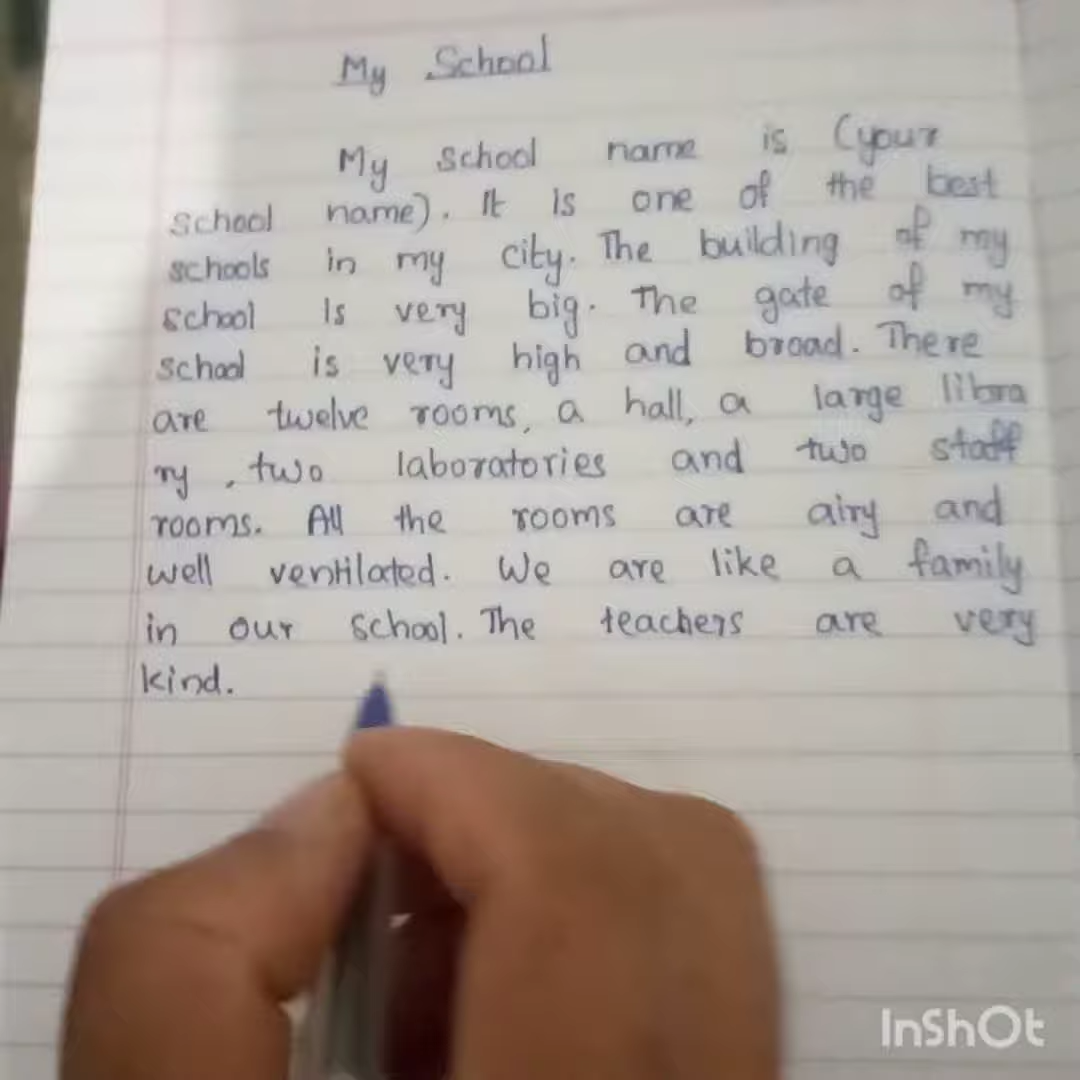 My School
My school name is (your
school name). It is one of the best
schools in my city. The building of my
school is very big. The gate of my
school is very high and broad. There
are twelve rooms, a hall, a large libra
ry, two laboratories and two staff
rooms. All the rooms are airy and
well ventilated. We are like a family
in our school. The teachers are very
kind.
InShOt